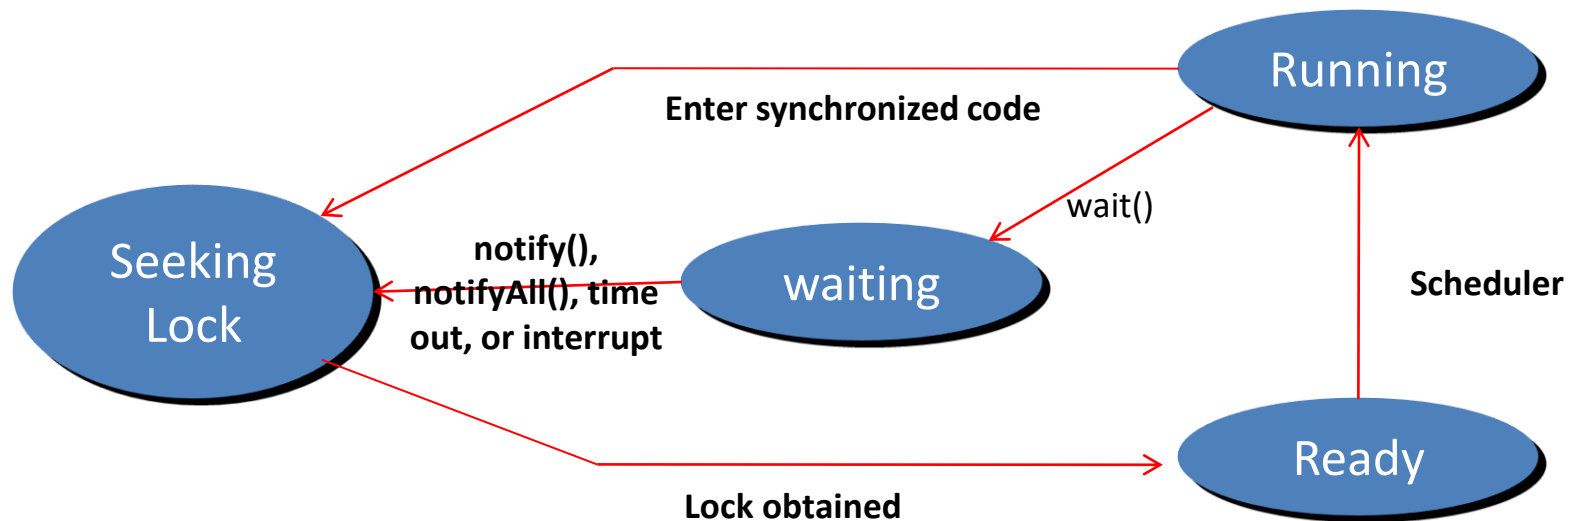 Running
Enter synchronized code
wait()
Seeking
Lock
notify(),
notifyAll(), time
out, or interrupt
waiting
Scheduler
Ready
Lock obtained